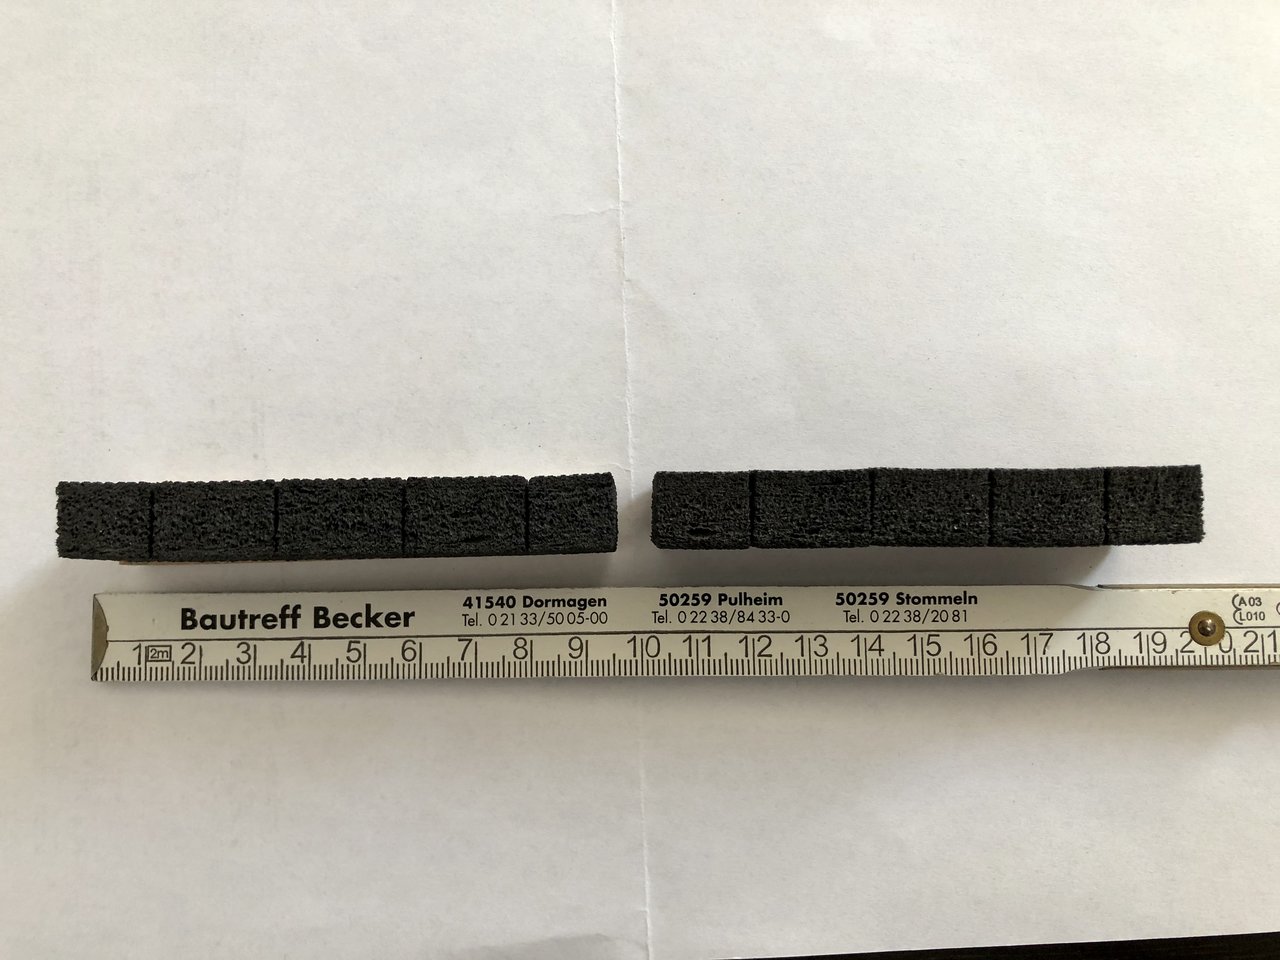 Bautreff Becker
41540 Dormagen
Tel. 0 21 33/50 05-00
50259 Pulheim
Tel. 0 22 38/84 33-0
50259 Stommeln
Tel. 0 22 38/20 81
A03
L010
1 2m 2 3 4 5 6 7 8 9 10 11 12 13 14 15 16 17 18 19 2 0 21